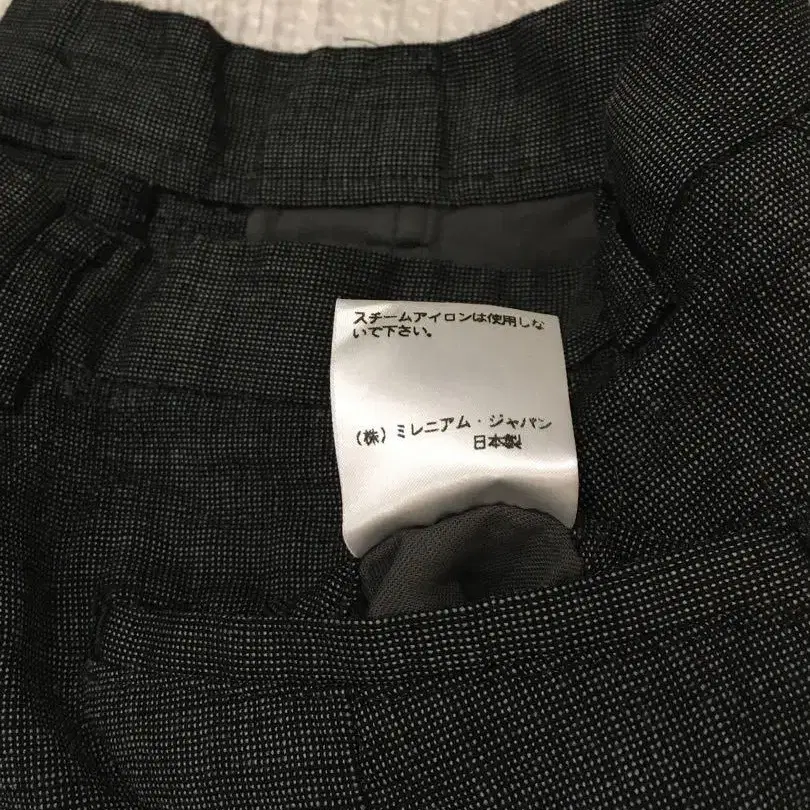 スチームアイロンは使用しな
いで下さい。
（株）ミレニアム・ジャパン
日本製